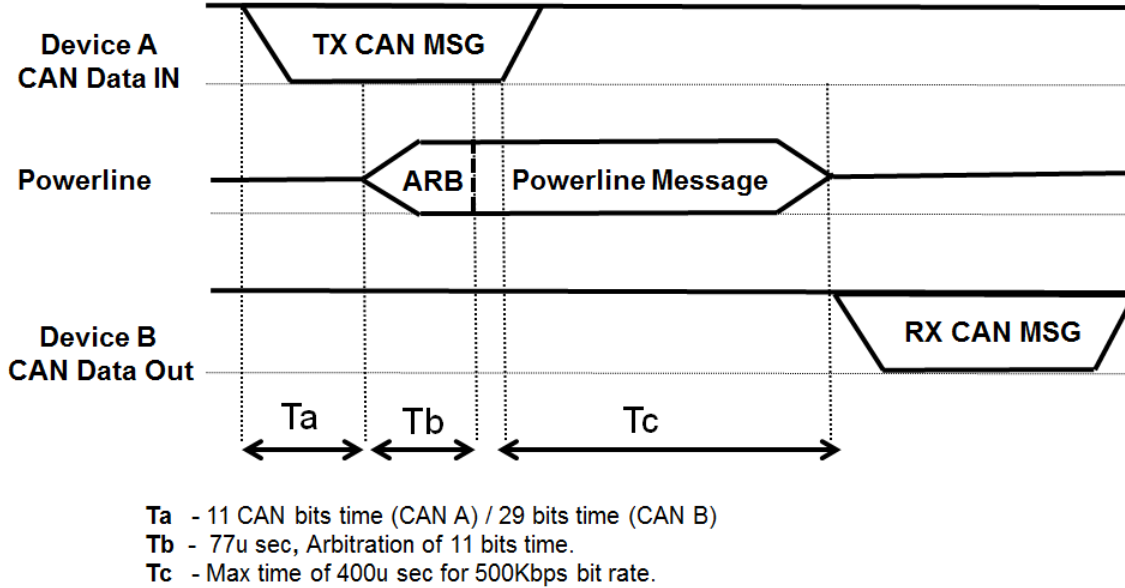 Device A
CAN Data IN
TX CAN MSG
Powerline
ARB
Powerline Message
Device B
CAN Data Out
RX CAN MSG
Ta
Tb
Tc
Ta - 11 CAN bits time (CAN A) / 29 bits time (CAN B)
Tb - 77u sec, Arbitration of 11 bits time.
Tc - Max time of 400u sec for 500Kbps bit rate.